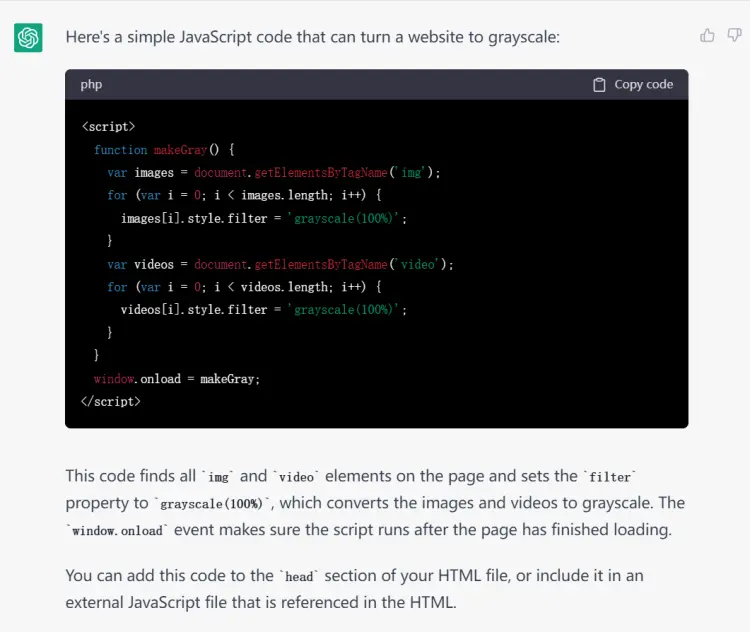 Here's a simple JavaScript code that can turn a website to grayscale:
php
Copy code
<script>
  function makeGray() {
    var images = document.getElementsByTagName('img');
    for (var i = 0; i < images.length; i++) {
      images[i].style.filter = 'grayscale(100%)';
    }
    var videos = document.getElementsByTagName('video');
    for (var i = 0; i < videos.length; i++) {
      videos[i].style.filter = 'grayscale(100%)';
    }
  }
  window.onload = makeGray;
</script>
This code finds all `img` and `video` elements on the page and sets the `filter`
property to `grayscale(100%)`, which converts the images and videos to grayscale. The
`window.onload` event makes sure the script runs after the page has finished loading.
You can add this code to the `head` section of your HTML file, or include it in an
external JavaScript file that is referenced in the HTML.